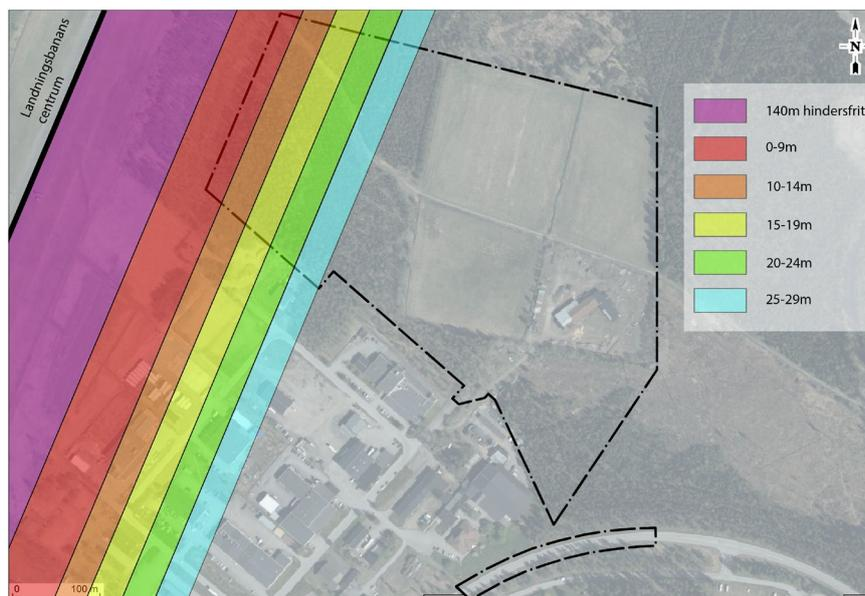 Landningsbanans
centrum
N
140m hindersfrit
0-9m
10-14m
15-19m
20-24m
25-29m
0 100 m